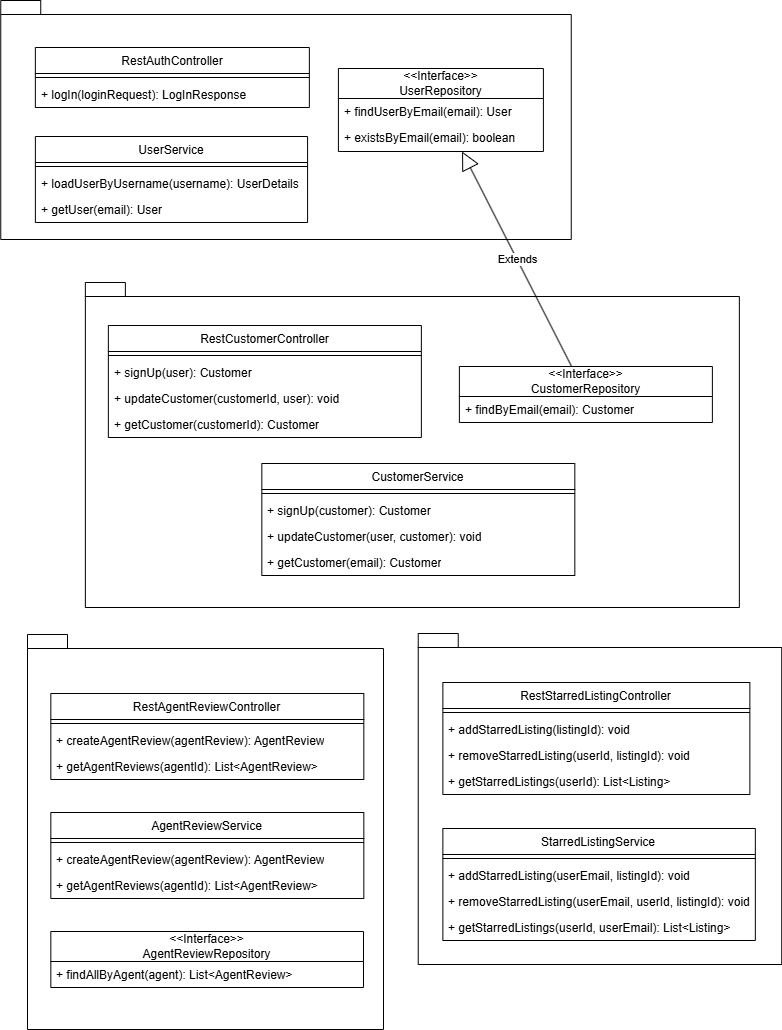 RestAuthController
+ logIn(loginRequest): LogInResponse
UserService
+ loadUserByUsername(username): UserDetails
+ getUser(email): User
<<Interface>>
UserRepository
+ findUserByEmail(email): User
+ existsByEmail(email): boolean
Extends
RestCustomerController
+ signUp(user): Customer
+ updateCustomer(customerId, user): void
+ getCustomer(customerId): Customer
<<Interface>>
CustomerRepository
+ findByEmail(email): Customer
CustomerService
+ signUp(customer): Customer
+ updateCustomer(user, customer): void
+ getCustomer(email): Customer
RestAgentReviewController
+ createAgentReview(agentReview): AgentReview
+ getAgentReviews(agentId): List<AgentReview>
AgentReviewService
+ createAgentReview(agentReview): AgentReview
+ getAgentReviews(agentId): List<AgentReview>
<<Interface>>
AgentReviewRepository
+ findAllByAgent(agent): List<AgentReview>
RestStarredListingController
+ addStarredListing(listingId): void
+ removeStarredListing(userId, listingId): void
+ getStarredListings(userId): List<Listing>
StarredListingService
+ addStarredListing(userEmail, listingId): void
+ removeStarredListing(userEmail, userId, listingId): void
+ getStarredListings(userId, userEmail): List<Listing>